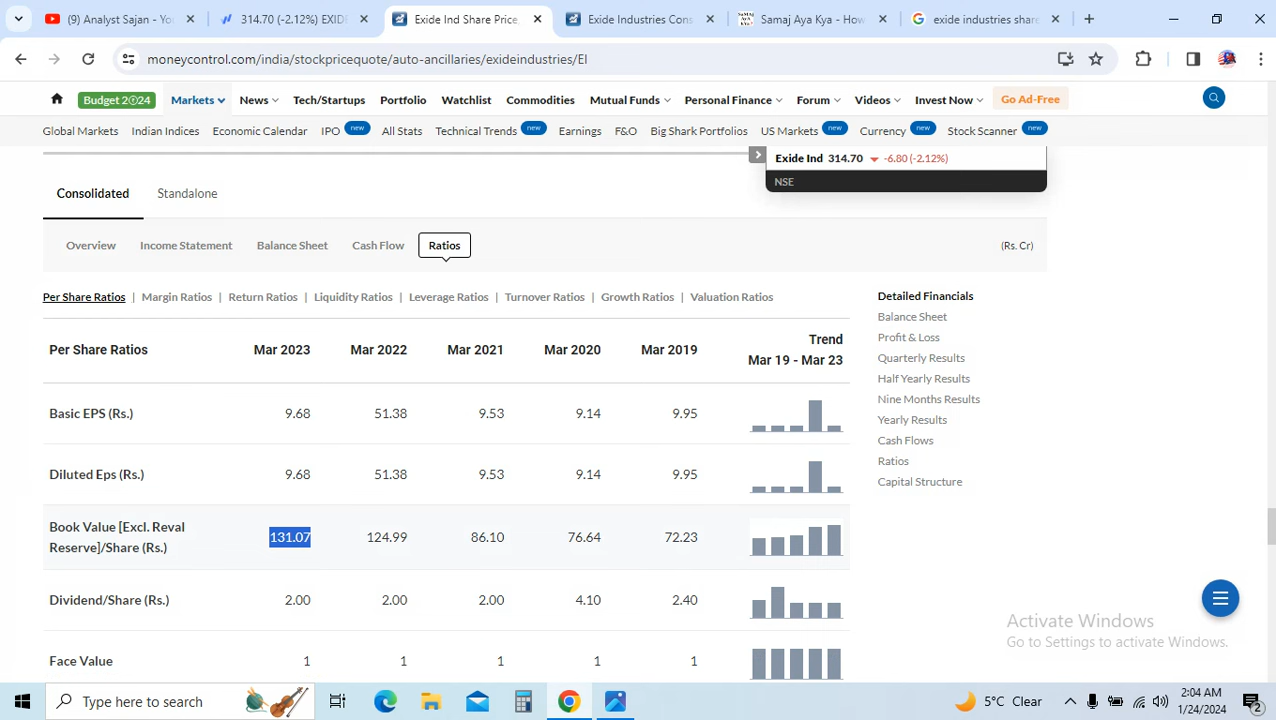 (9) Analyst Sajan - Yo
314.70 (-2.12%) EXIDE
Exide Ind Share Price,
Exide Industries Cons
Samaj Aya Kya - How
exide industries share
moneycontrol.com/india/stockpricequote/auto-ancillaries/exideindustries/EI
Budget 2024 Markets News Tech/Startups Portfolio Watchlist Commodities Mutual Funds Personal Finance Forum Videos Invest Now Go Ad-Free
Global Markets Indian Indices Economic Calendar IPO new All Stats Technical Trends new Earnings F&O Big Shark Portfolios US Markets new Currency new Stock Scanner new
Exide Ind 314.70 -6.80 (-2.12%)
NSE
Consolidated Standalone
Overview Income Statement Balance Sheet Cash Flow Ratios (Rs. Cr)
Per Share Ratios | Margin Ratios | Return Ratios | Liquidity Ratios | Leverage Ratios | Turnover Ratios | Growth Ratios | Valuation Ratios
Per Share Ratios Mar 2023 Mar 2022 Mar 2021 Mar 2020 Mar 2019 Trend
Mar 19 - Mar 23
Basic EPS (Rs.) 9.68 51.38 9.53 9.14 9.95
Diluted Eps (Rs.) 9.68 51.38 9.53 9.14 9.95
Book Value [Excl. Reval
Reserve]/Share (Rs.) 131.07 124.99 86.10 76.64 72.23
Dividend/Share (Rs.) 2.00 2.00 2.00 4.10 2.40
Face Value 1 1 1 1 1
Detailed Financials
Balance Sheet
Profit & Loss
Quarterly Results
Half Yearly Results
Nine Months Results
Yearly Results
Cash Flows
Ratios
Capital Structure
Activate Windows
Go to Settings to activate Windows.
Type here to search
5°C Clear
2:04 AM
1/24/2024
2